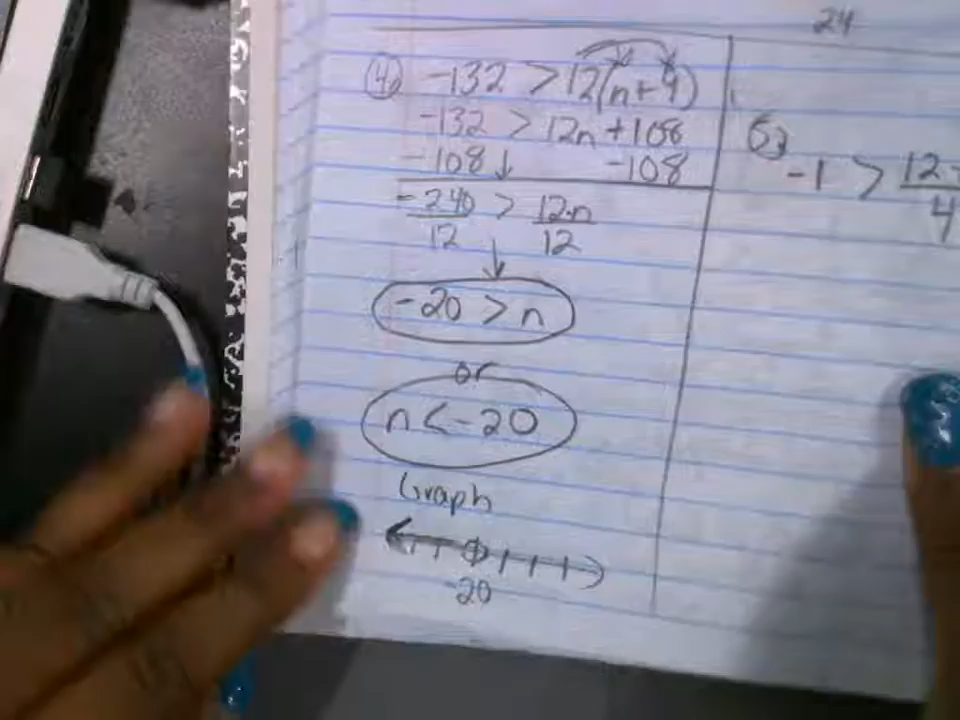 24
4) -132 > 12(n+9)
-132 > 12n +108
-108 ↓ -108
-240 > 12·n
12 12
↓
-20 > n
or
n < -20
Graph
-20
5)
-1 > 12
4